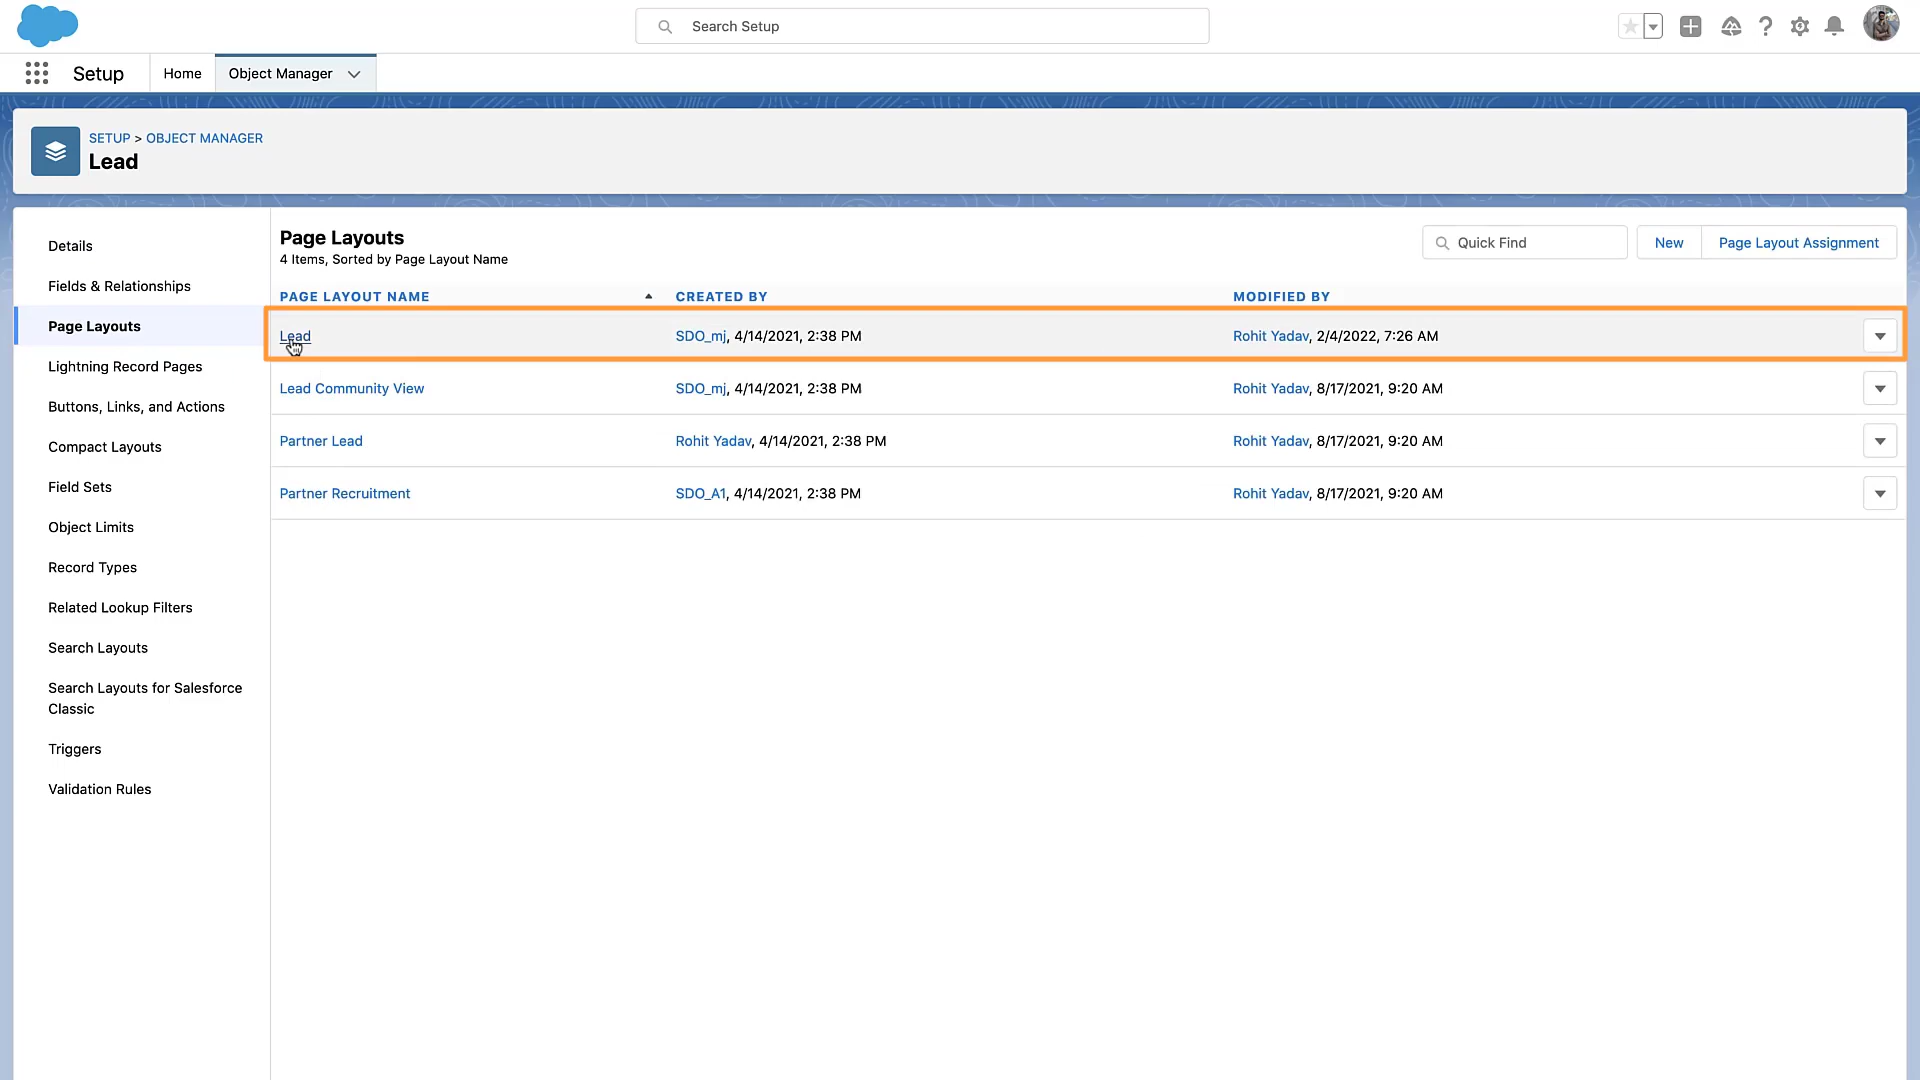 Search Setup
Setup
Home
Object Manager
SETUP > OBJECT MANAGER
Lead
Details
Fields & Relationships
Page Layouts
Lightning Record Pages
Buttons, Links, and Actions
Compact Layouts
Field Sets
Object Limits
Record Types
Related Lookup Filters
Search Layouts
Search Layouts for Salesforce
Classic
Triggers
Validation Rules
Page Layouts
4 Items, Sorted by Page Layout Name
Quick Find
New
Page Layout Assignment
PAGE LAYOUT NAME CREATED BY MODIFIED BY
Lead SDO_mj, 4/14/2021, 2:38 PM Rohit Yadav, 2/4/2022, 7:26 AM
Lead Community View SDO_mj, 4/14/2021, 2:38 PM Rohit Yadav, 8/17/2021, 9:20 AM
Partner Lead Rohit Yadav, 4/14/2021, 2:38 PM Rohit Yadav, 8/17/2021, 9:20 AM
Partner Recruitment SDO_A1, 4/14/2021, 2:38 PM Rohit Yadav, 8/17/2021, 9:20 AM